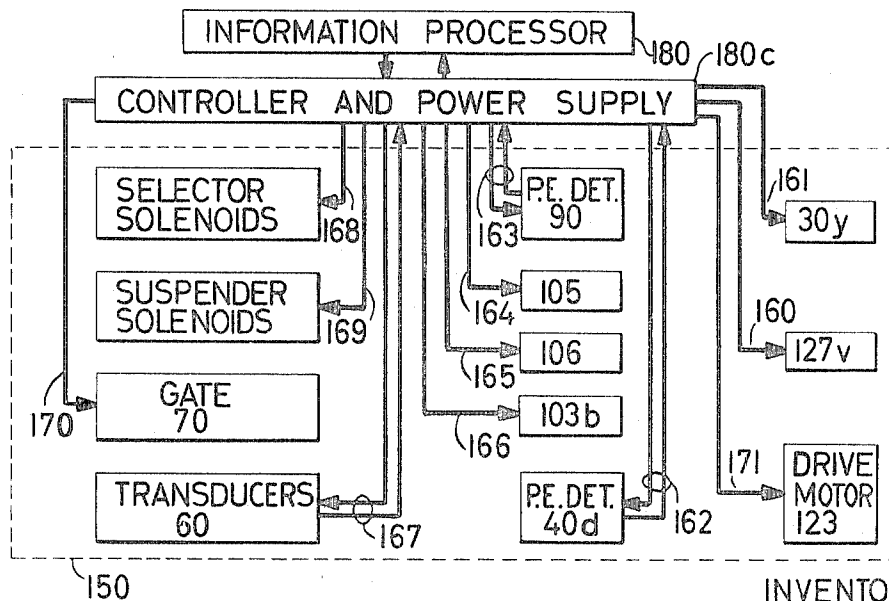 INFORMATION PROCESSOR
180
180c
CONTROLLER AND POWER SUPPLY
SELECTOR
SOLENOIDS
168
163
P.E. DET.
90
161
30y
SUSPENDER
SOLENOIDS
169
164
105
160
127v
165
106
170
GATE
70
166
103b
171
TRANSDUCERS
60
167
P.E. DET.
40d
162
DRIVE
MOTOR
123
150
INVENTO